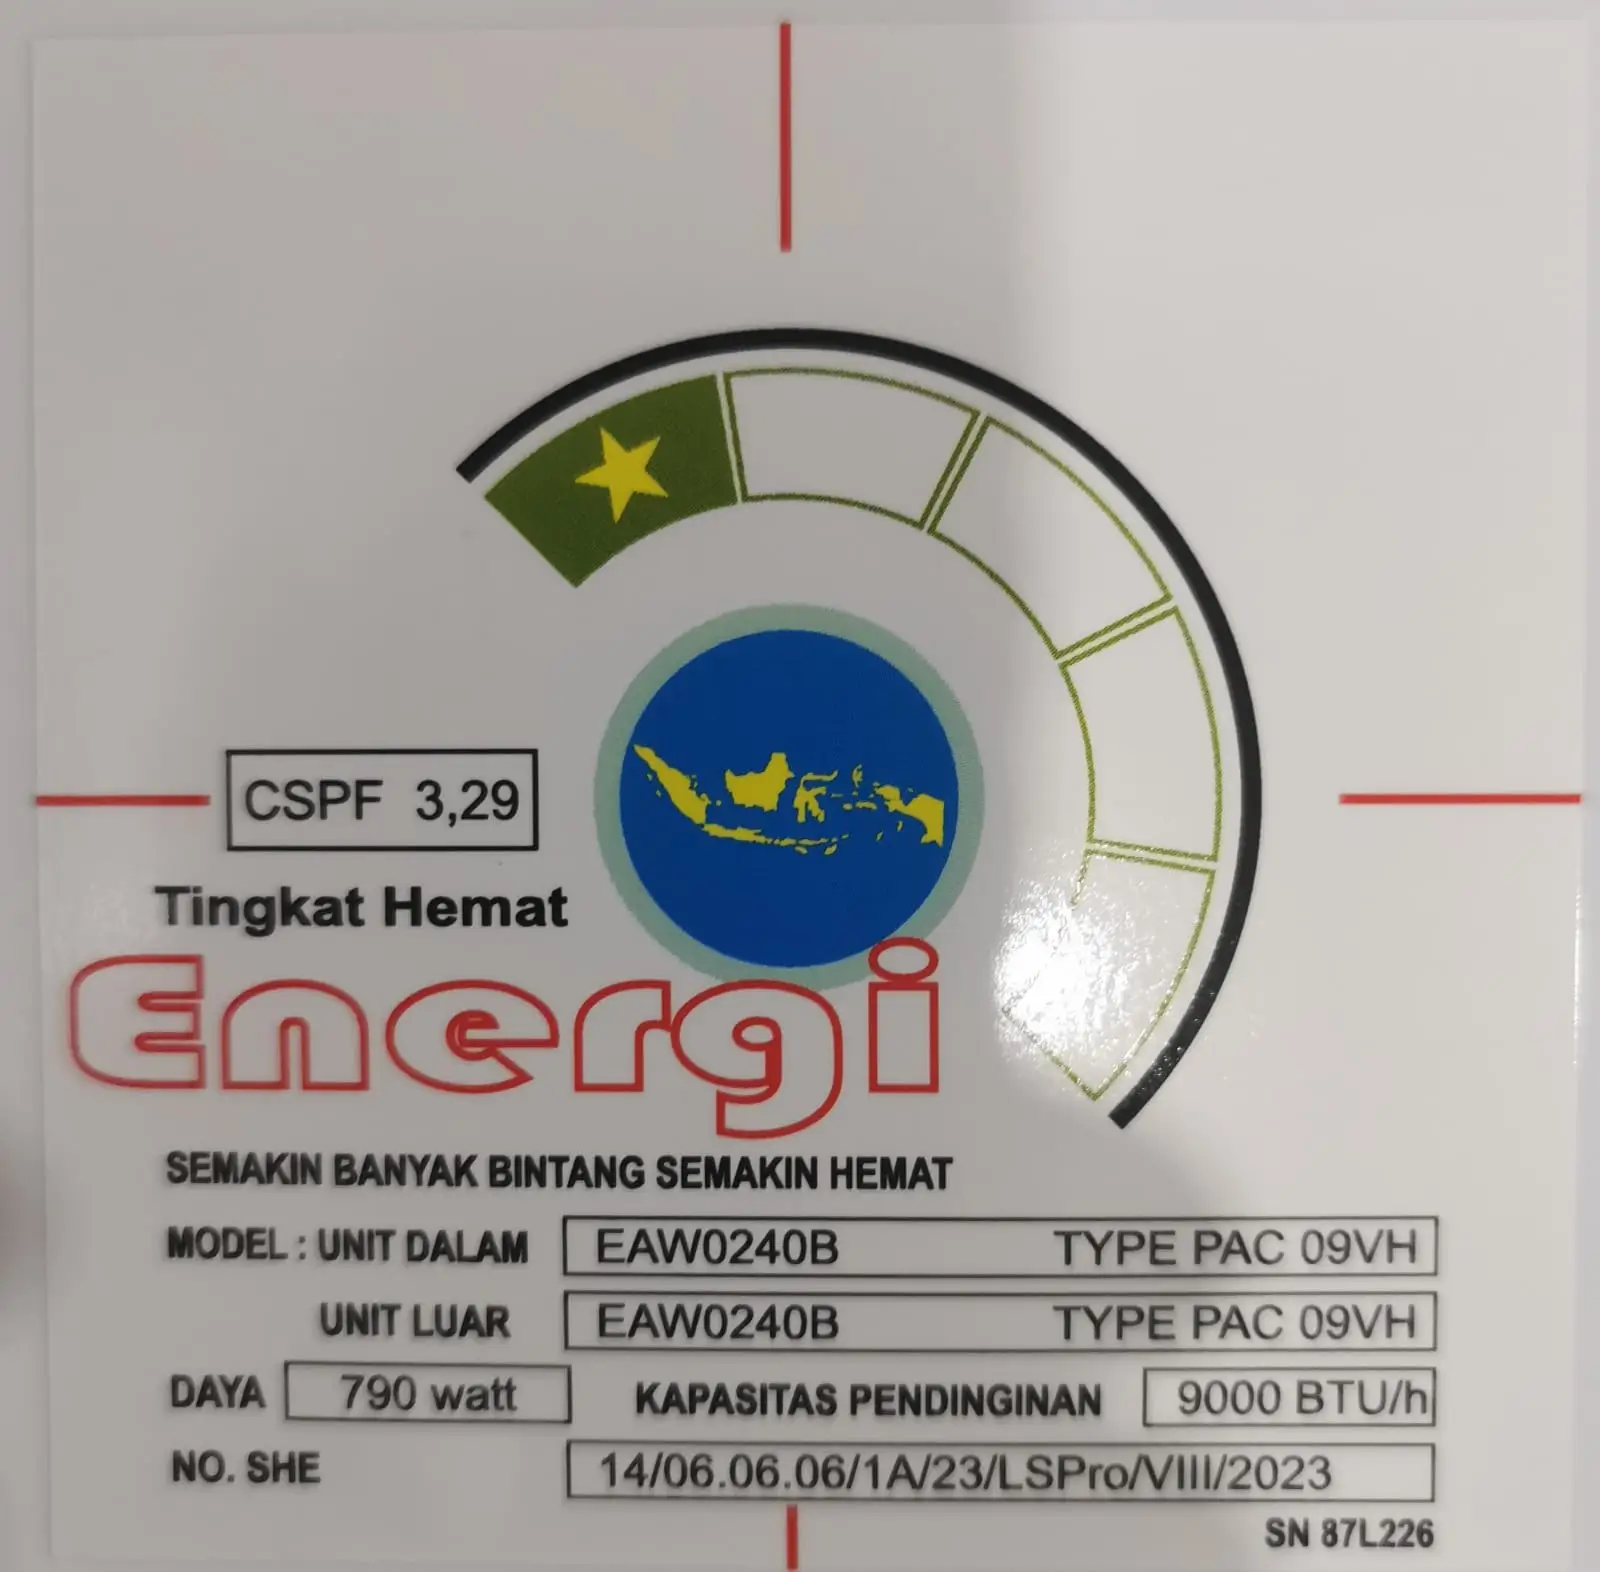 CSPF 3,29
Tingkat Hemat
Energi
SEMAKIN BANYAK BINTANG SEMAKIN HEMAT
MODEL : UNIT DALAM EAW0240B TYPE PAC 09VH
UNIT LUAR EAW0240B TYPE PAC 09VH
DAYA 790 watt KAPASITAS PENDINGINAN 9000 BTU/h
NO. SHE 14/06.06.06/1A/23/LSPro/VIII/2023
SN 87L226